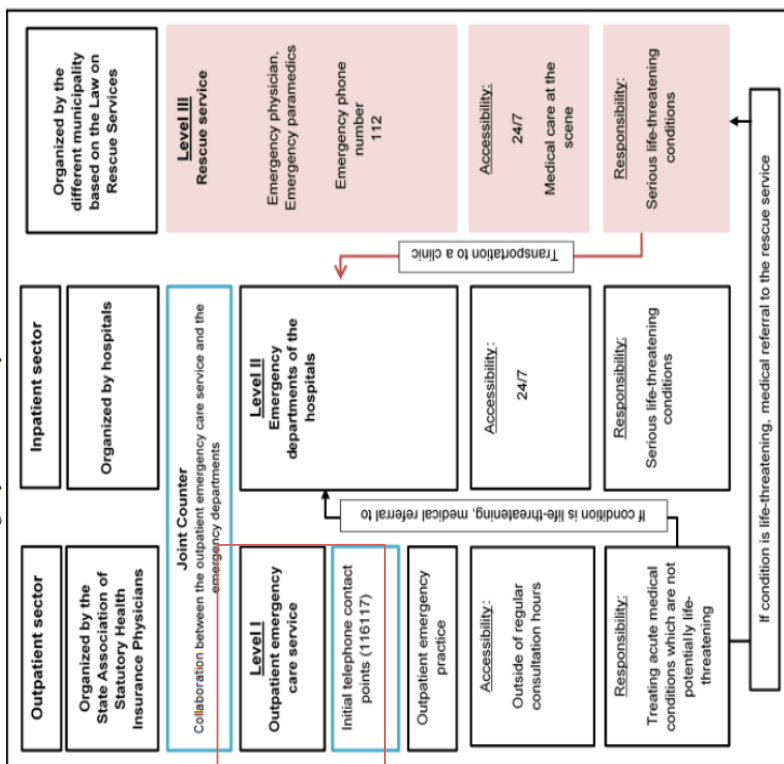 Outpatient sector
Organized by the
State Association of
Statutory Health
Insurance Physicians
Inpatient sector
Organized by hospitals
Organized by the
different municipality
based on the Law on
Rescue Services
Joint Counter
Collaboration between the outpatient emergency care service and the
emergency departments
Level I
Outpatient emergency
care service
Initial telephone contact
points (116117)
Outpatient emergency
practice
Accessibility:
Outside of regular
consultation hours
Responsibility:
Treating acute medical
conditions which are not
potentially life-
threatening
If condition is life-threatening, medical referral to
Level II
Emergency
departments of the
hospitals
Accessibility:
24/7
Responsibility:
Serious life-threatening
conditions
Transportation to a clinic
Level III
Rescue service
Emergency physician,
Emergency paramedics
Emergency phone
number
112
Accessibility:
24/7
Medical care at the
scene
Responsibility:
Serious life-threatening
conditions
If condition is life-threatening, medical referral to the rescue service